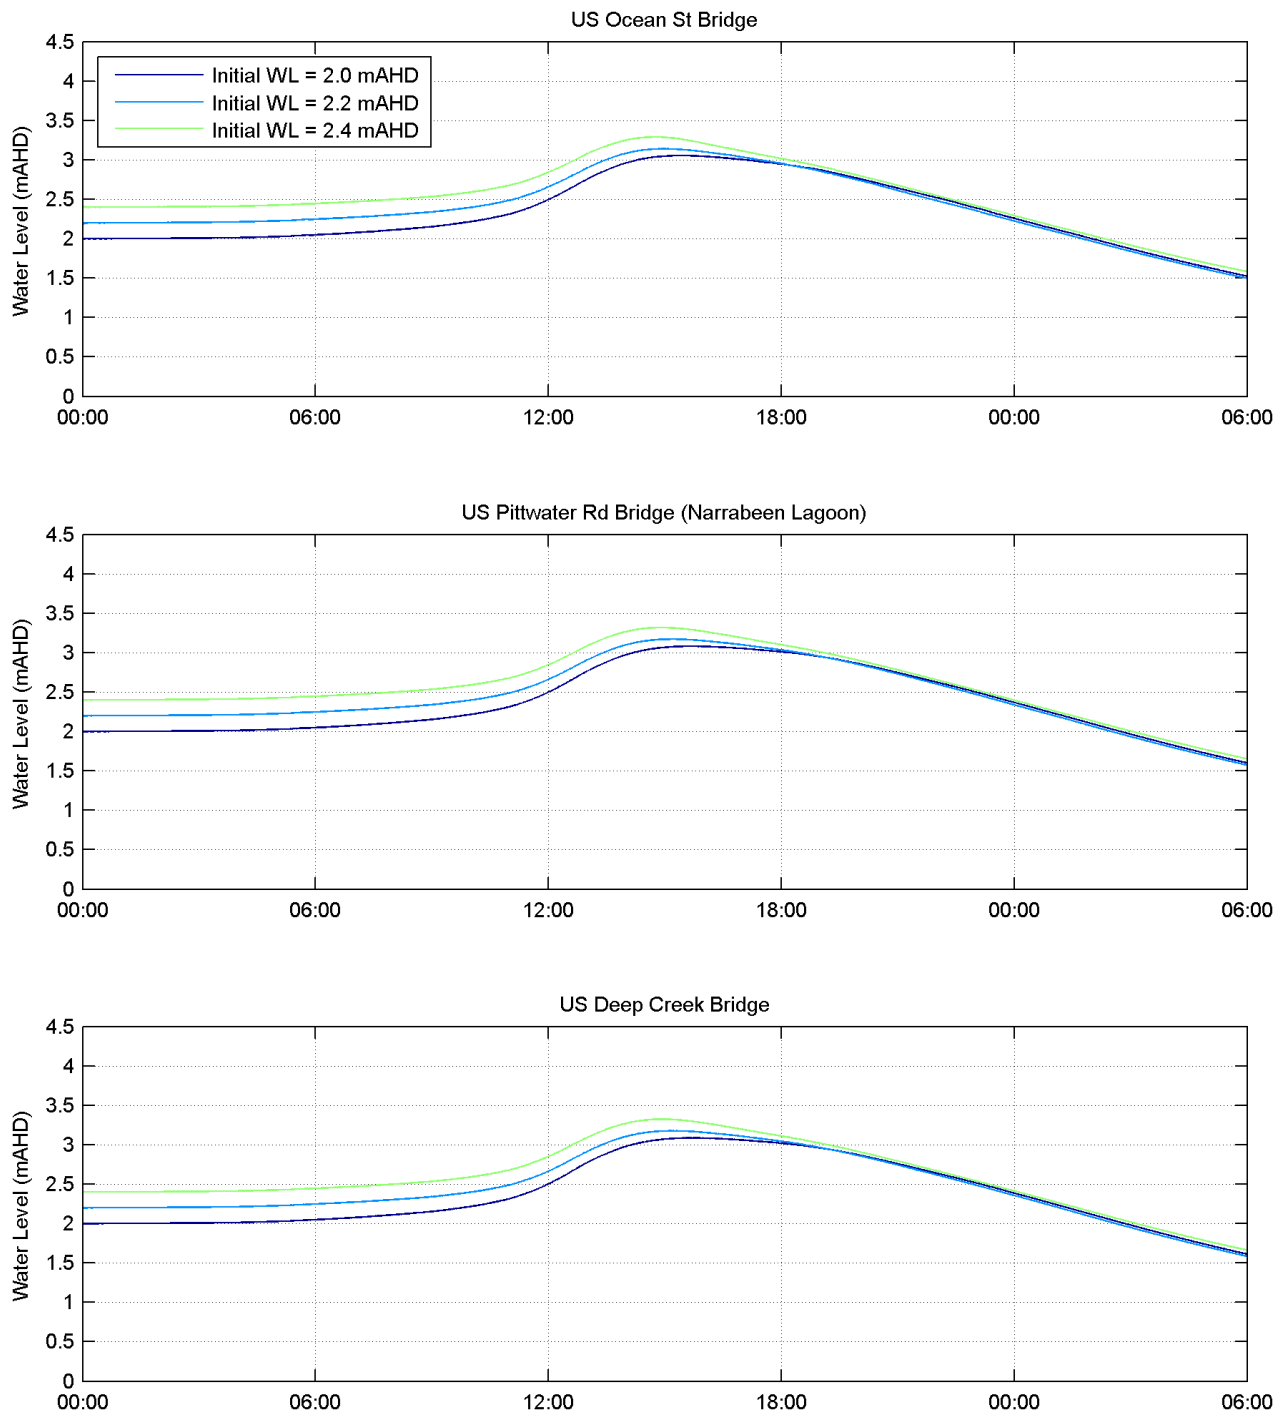 US Ocean St Bridge
4.5
4
3.5
3
2.5
2
1.5
1
0.5
0
Water Level (mAHD)
Initial WL = 2.0 mAHD
Initial WL = 2.2 mAHD
Initial WL = 2.4 mAHD
00:00 06:00 12:00 18:00 00:00 06:00
US Pittwater Rd Bridge (Narrabeen Lagoon)
4.5
4
3.5
3
2.5
2
1.5
1
0.5
0
Water Level (mAHD)
00:00 06:00 12:00 18:00 00:00 06:00
US Deep Creek Bridge
4.5
4
3.5
3
2.5
2
1.5
1
0.5
0
Water Level (mAHD)
00:00 06:00 12:00 18:00 00:00 06:00